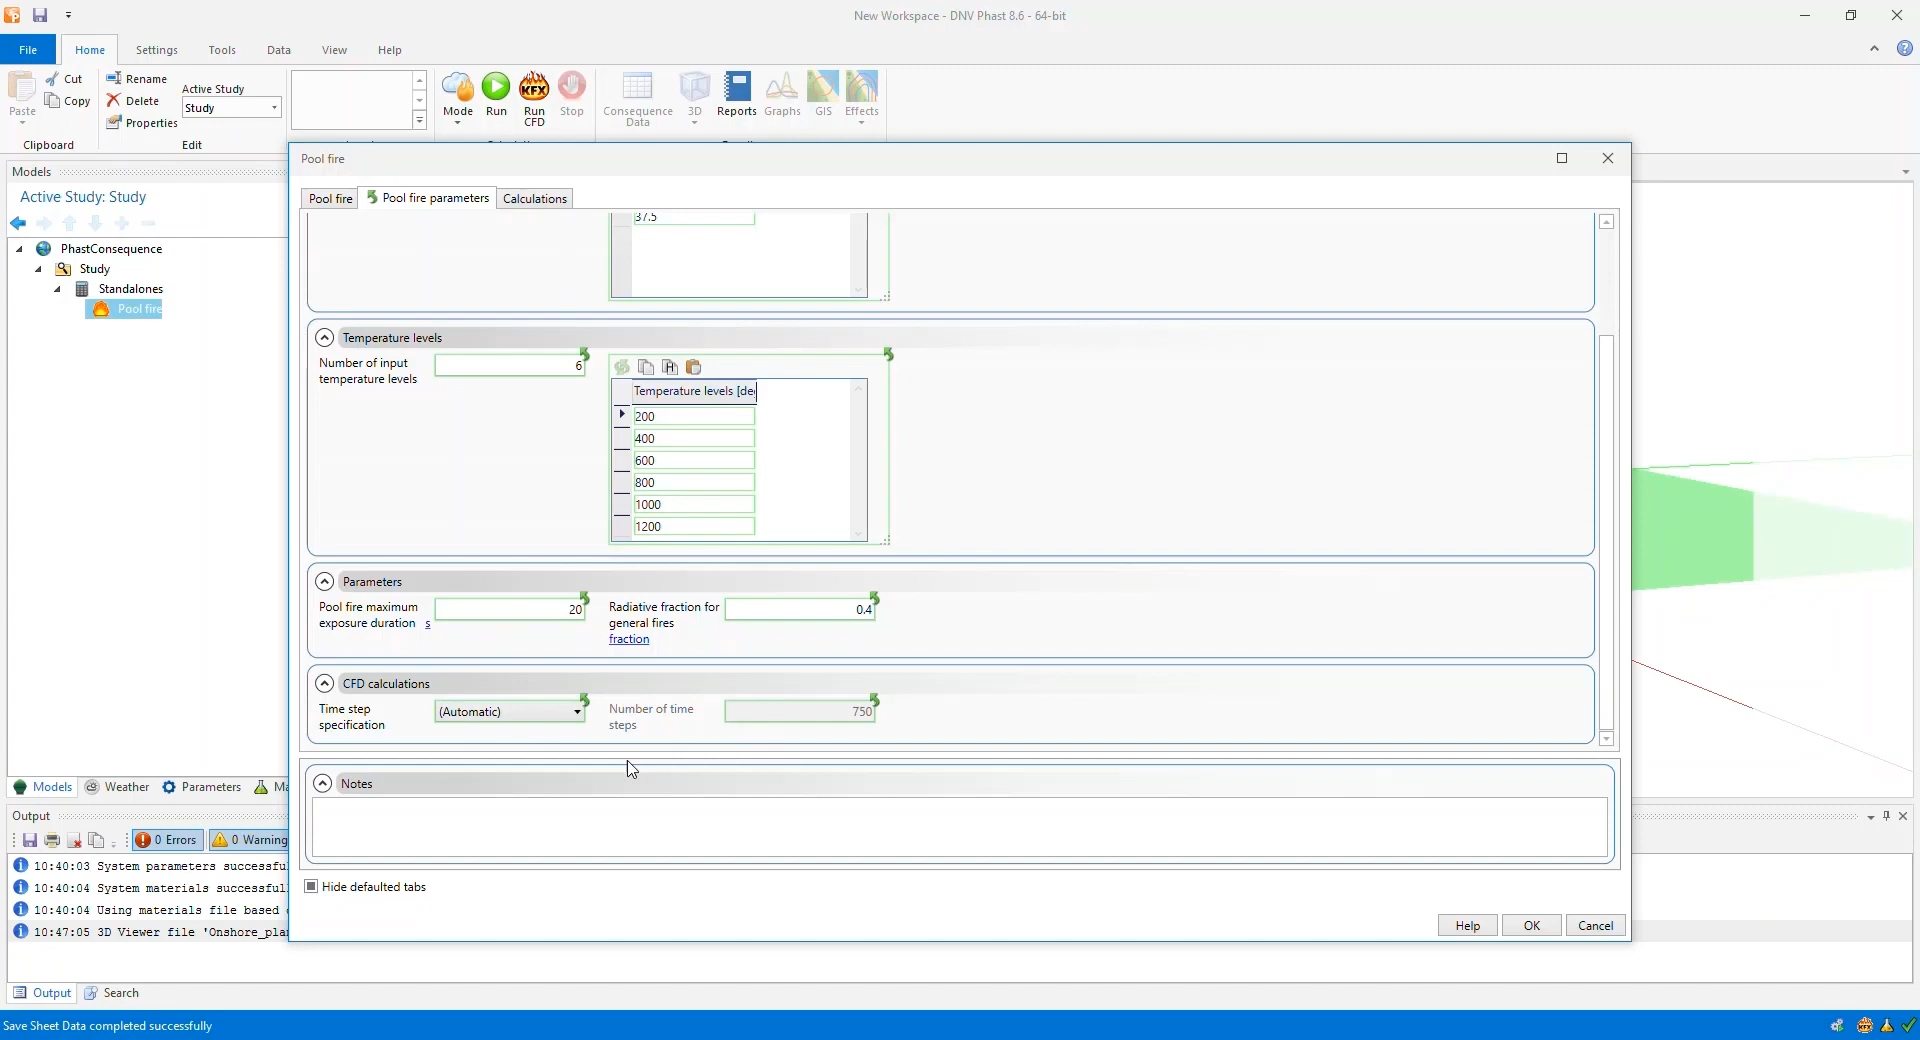 New Workspace - DNV Phast 8.6 - 64-bit
File Home Settings Tools Data View Help
Paste Cut Copy
Clipboard
Rename
Delete
Properties
Edit
Active Study
Study
Mode Run Run CFD Stop
KFX
Consequence Data 3D Reports Graphs GIS Effects
Models
Active Study: Study
PhastConsequence
Study
Standalones
Pool fire
Models Weather Parameters
Pool fire
Pool fire Pool fire parameters Calculations
37.5
Temperature levels
Number of input
temperature levels
6
Temperature levels
200
400
600
800
1000
1200
Parameters
Pool fire maximum
exposure duration s
20
Radiative fraction for
general fires
fraction
0.4
CFD calculations
Time step
specification
(Automatic)
Number of time
steps
750
Notes
Hide defaulted tabs
Help OK Cancel
Output
0 Errors 0 Warning
10:40:03 System parameters
10:40:04 System materials
10:40:04 Using materials file based
10:47:05 3D Viewer file
Output Search
Save Sheet Data completed successfully